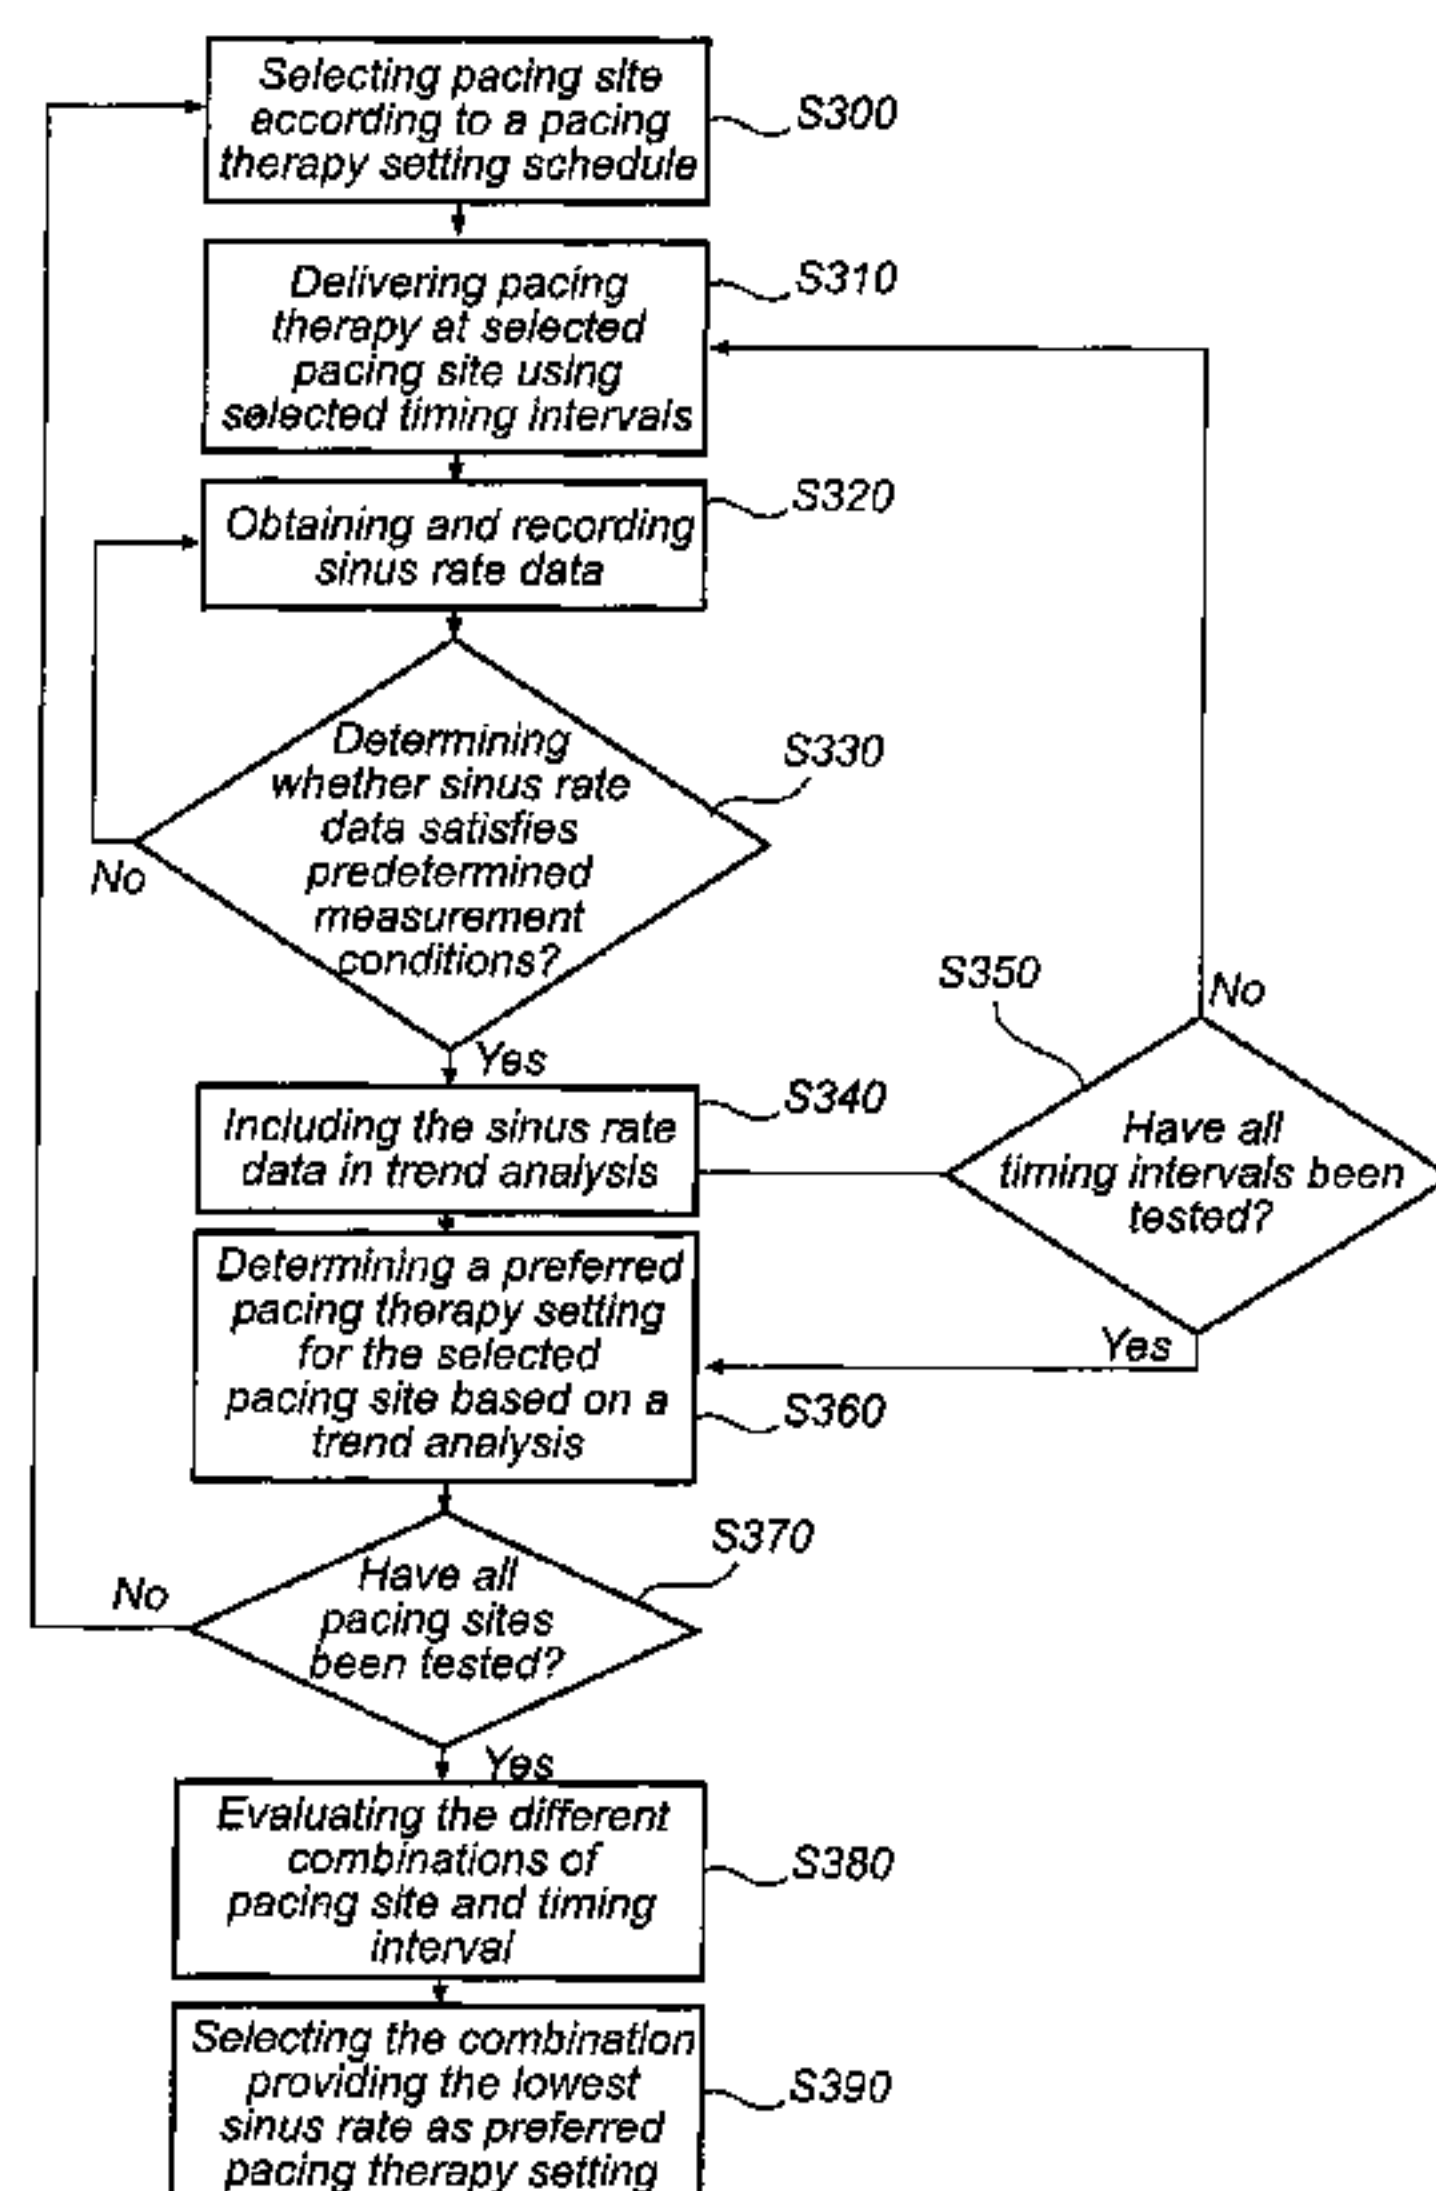 Selecting pacing site
according to a pacing
therapy setting schedule
S300
Delivering pacing
therapy at selected
pacing site using
selected timing intervals
S310
Obtaining and recording
sinus rate data
S320
Determining
whether sinus rate
data satisfies
predetermined
measurement
conditions?
S330
No
Yes
Including the sinus rate
data in trend analysis
S340
S350
No
Have all
timing intervals been
tested?
Yes
Determining a preferred
pacing therapy setting
for the selected
pacing site based on a
trend analysis
S360
Have all
pacing sites
been tested?
S370
No
Yes
Evaluating the different
combinations of
pacing site and timing
interval
S380
Selecting the combination
providing the lowest
sinus rate as preferred
pacing therapy setting
S390